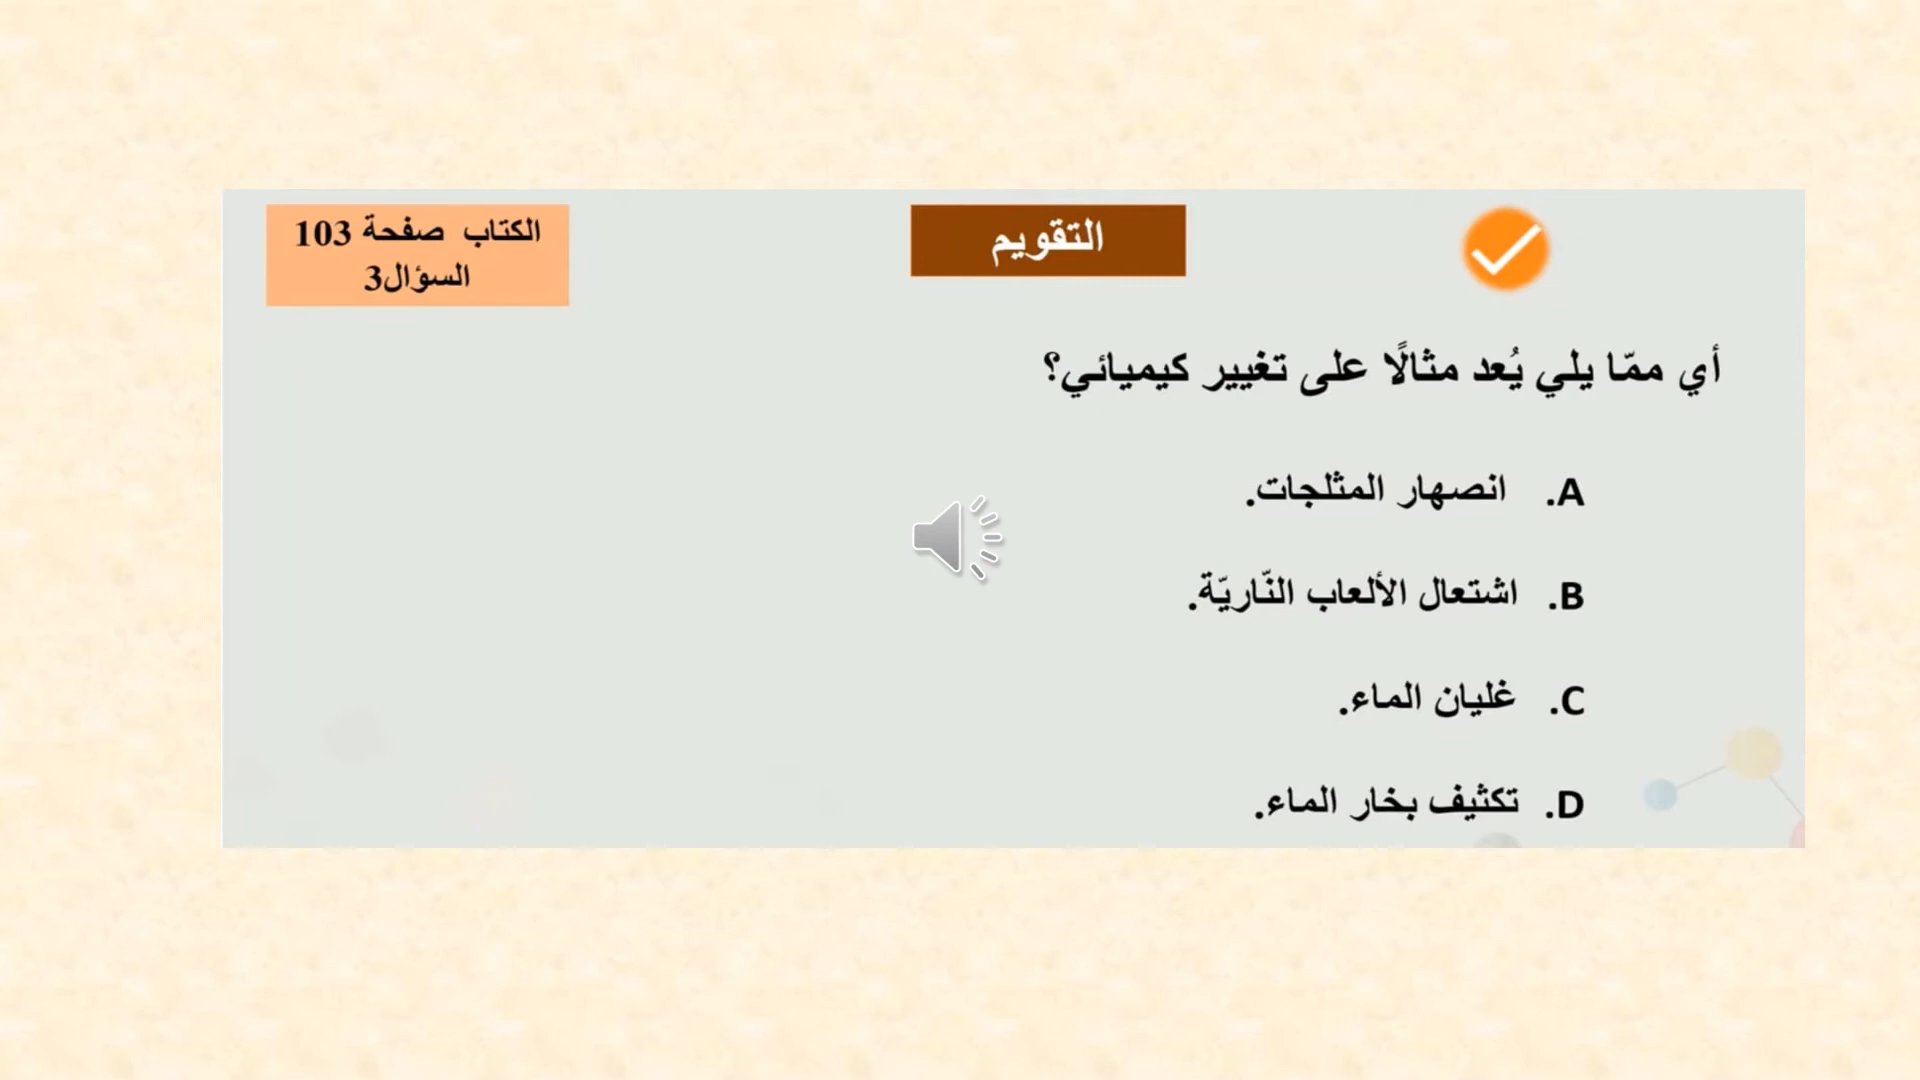 التقويم
الكتاب صفحة 103
السؤال3
أي ممّا يلي يُعد مثالًا على تغيير كيميائي؟
A. انصهار المثلجات.
B. اشتعال الألعاب النّاريّة.
C. غليان الماء.
D. تكثيف بخار الماء.